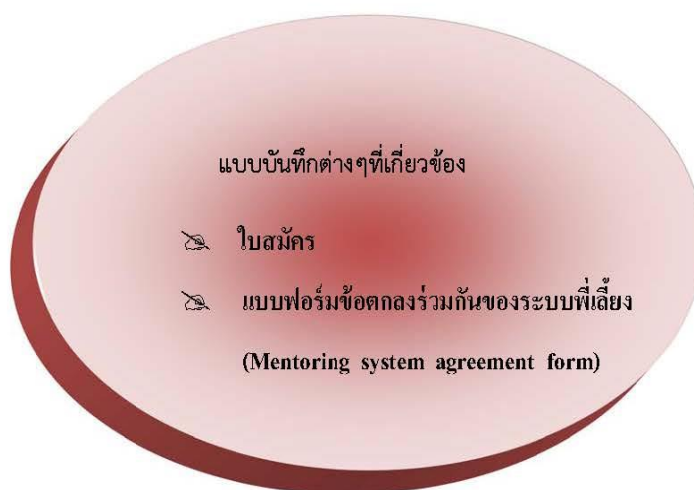 แบบบันทึกต่างๆที่เกี่ยวข้อง
ใบสมัคร
แบบฟอร์มข้อตกลงร่วมกันของระบบพี่เลี้ยง
(Mentoring system agreement form)